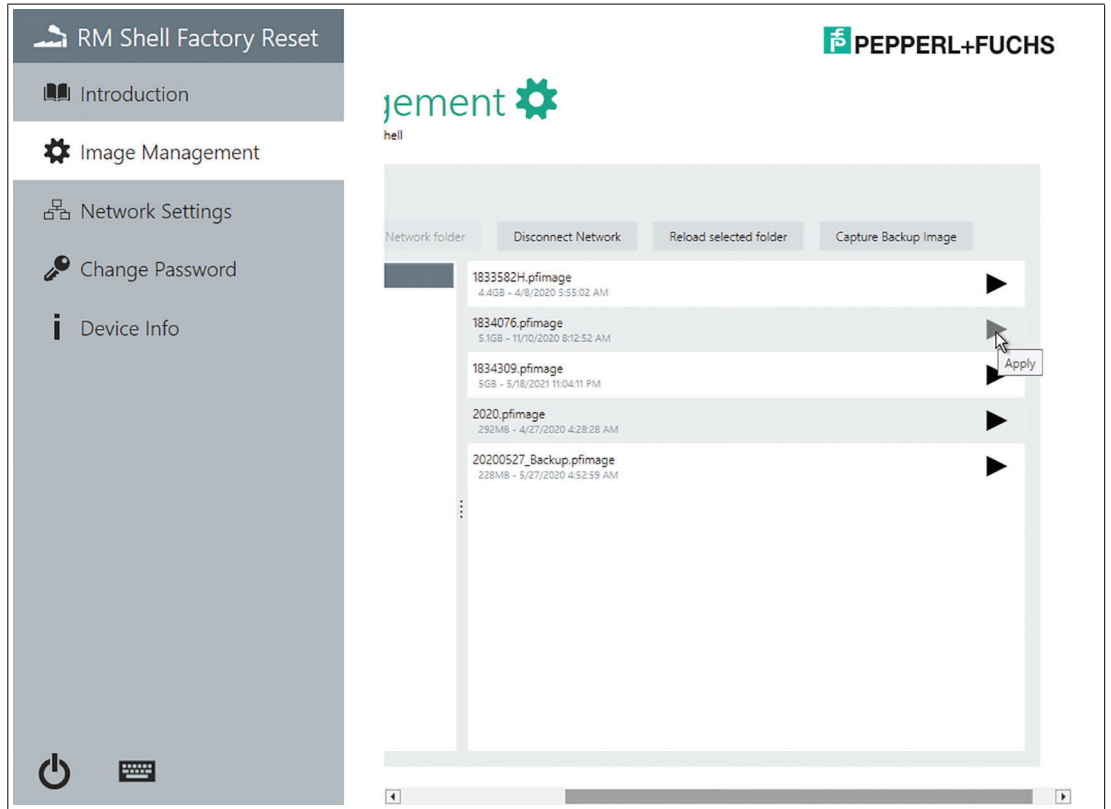 RM Shell Factory Reset
PEPPERL+FUCHS
Introduction
Image Management
Network Settings
Change Password
Device Info
gement
hell
Network folder
Disconnect Network
Reload selected folder
Capture Backup Image
1833582H.pfimage
4.4GB - 4/8/2020 5:55:02 AM
1834076.pfimage
5.1GB - 11/10/2020 8:12:52 AM
Apply
1834309.pfimage
5GB - 5/18/2021 11:04:11 PM
2020.pfimage
292MB - 4/27/2020 4:28:28 AM
20200527_Backup.pfimage
228MB - 5/27/2020 4:52:59 AM